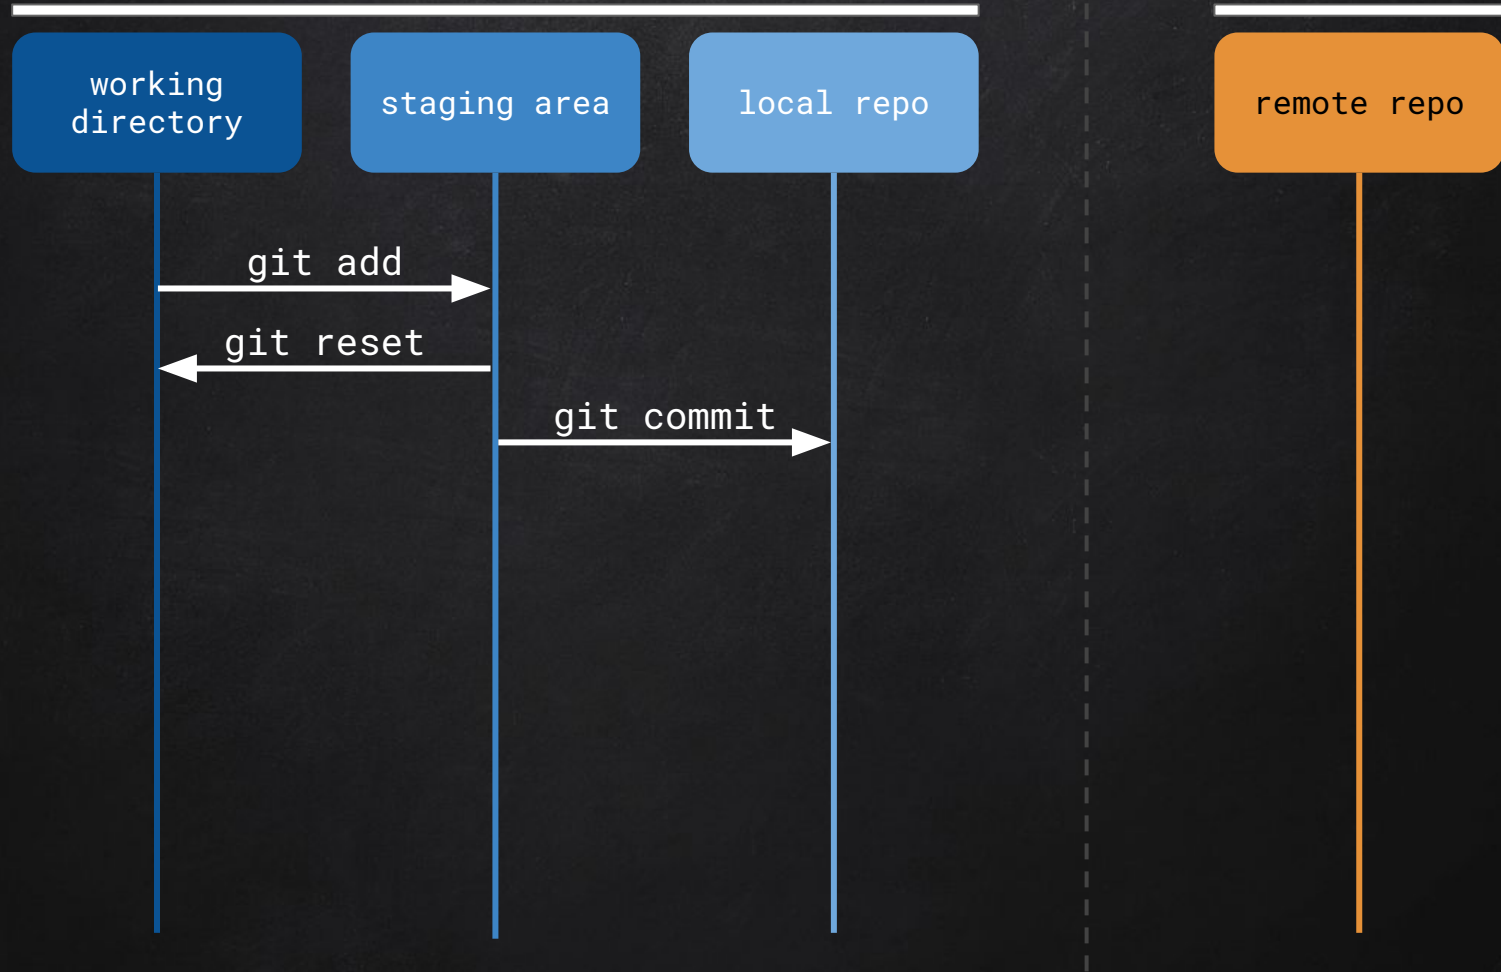 working
directory
staging area
local repo
remote repo
git add
git reset
git commit